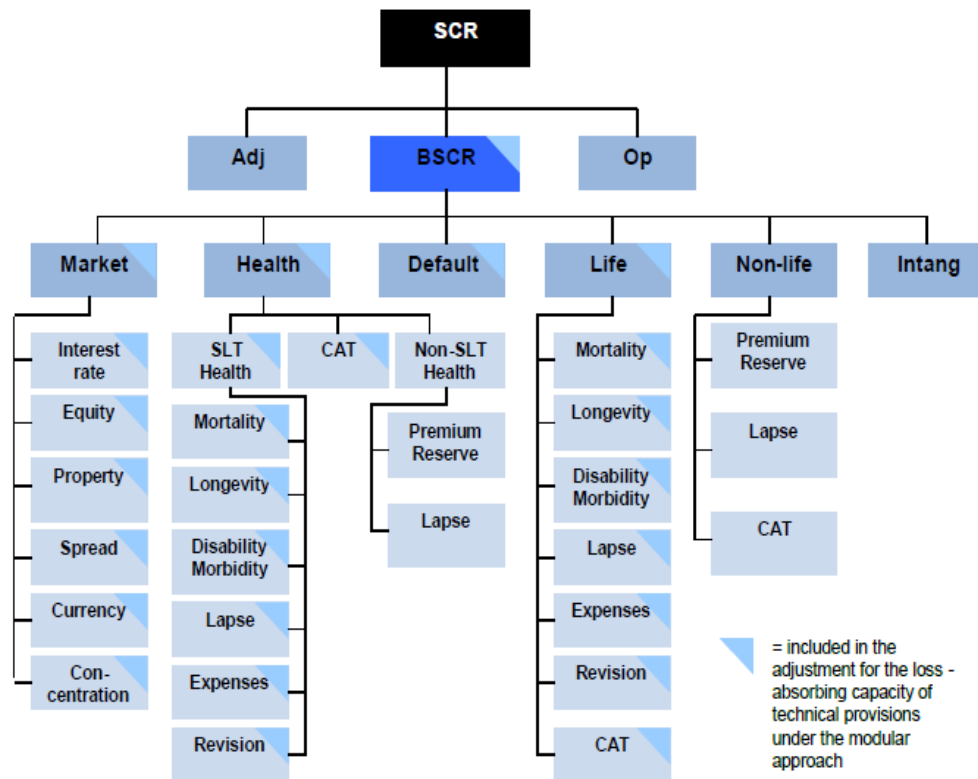 SCR
Adj
BSCR
Op
Market
Health
Default
Life
Non-life
Intang
Interest
rate
Equity
Property
Spread
Currency
Con-
centration
SLT
Health
CAT
Non-SLT
Health
Mortality
Longevity
Disability
Morbidity
Lapse
Expenses
Revision
Premium
Reserve
Lapse
Mortality
Longevity
Disability
Morbidity
Lapse
Expenses
Revision
CAT
Premium
Reserve
Lapse
CAT
= included in the
adjustment for the loss -
absorbing capacity of
technical provisions
under the modular
approach